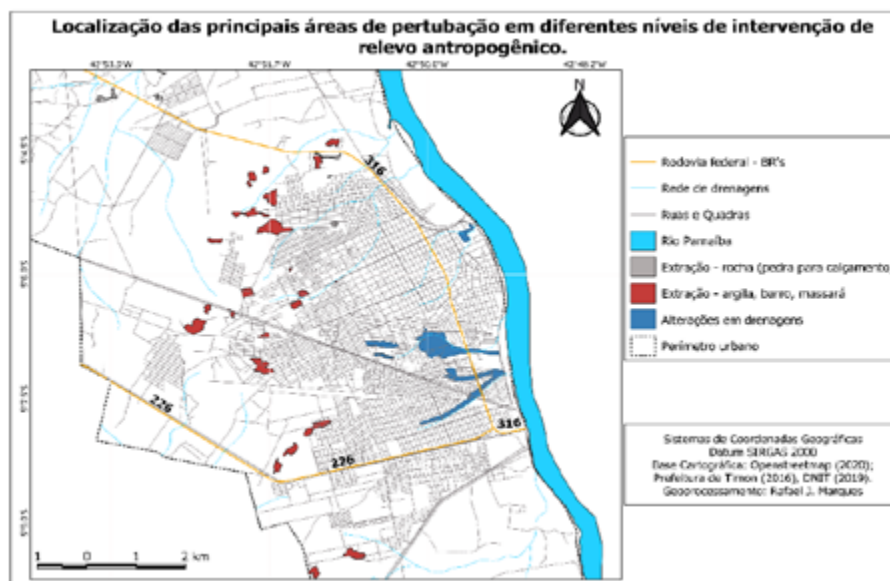 Localização das principais áreas de pertubação em diferentes níveis de intervenção de
relevo antropogênico.
42°53,3'W 42°51,7'W 42°50,0'W 42°48,2'W
N
316
226
226
316
1 0 1 2 km
Rodovia federal - BR's
Rede de drenagens
Ruas e Quadras
Rio Parnaíba
Extração - rocha (pedra para calçamento)
Extração - argila, barro, massará
Alterações em drenagens
Perímetro urbano
Sistemas de Coordenadas Geográficas
Datum SIRGAS 2000
Base Cartográfica: Openstreetmap (2020);
Prefeitura de Timon (2016), DNIT (2019).
Geoprocessamento: Rafael J. Marques